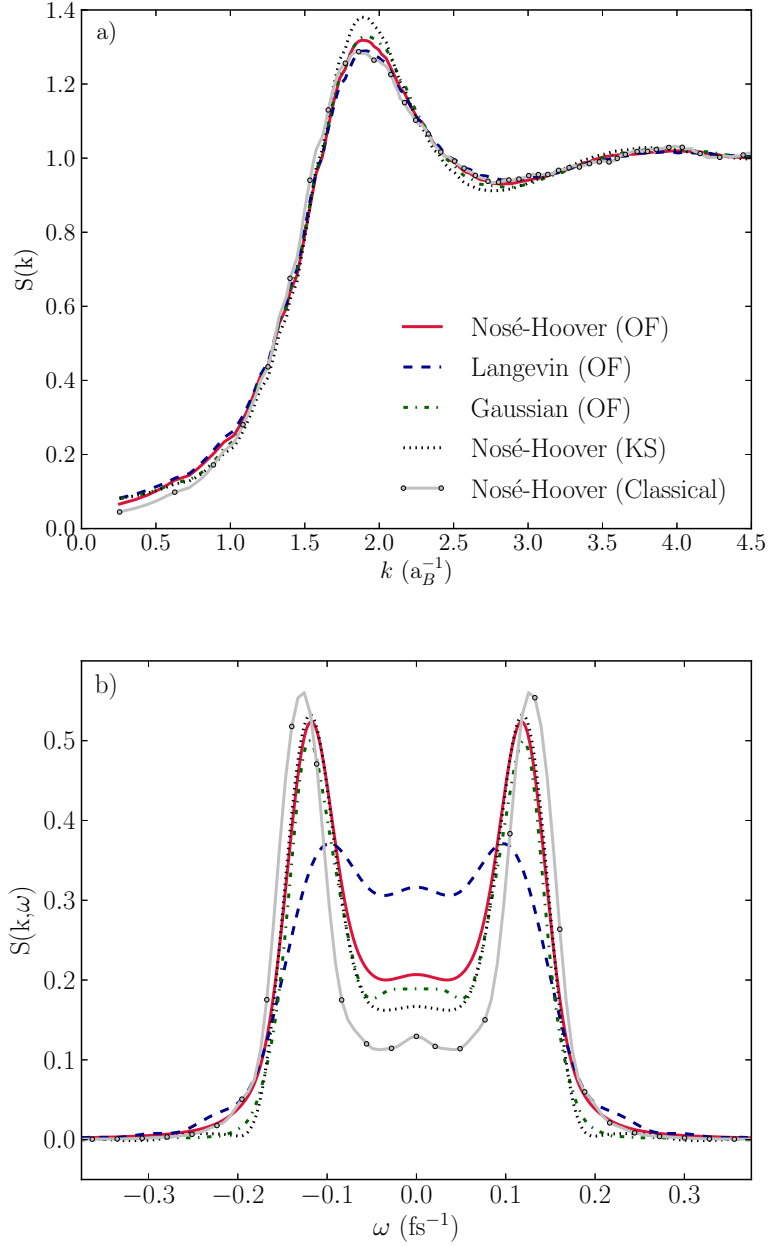 a)
1.4
1.2
1.0
0.8
0.6
0.4
0.2
0.0
S(k)
Nosé-Hoover (OF)
Langevin (OF)
Gaussian (OF)
Nosé-Hoover (KS)
Nosé-Hoover (Classical)
0.0 0.5 1.0 1.5 2.0 2.5 3.0 3.5 4.0 4.5
k (a_B^−1)
b)
0.5
0.4
0.3
0.2
0.1
0.0
S(k,ω)
−0.3 −0.2 −0.1 0.0 0.1 0.2 0.3
ω (fs^−1)